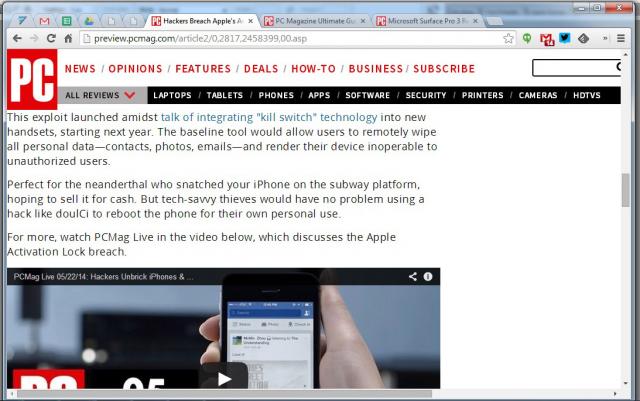 Hackers Breach Apple's A
PC Magazine Ultimate Gu
Microsoft Surface Pro 3 R
preview.pcmag.com/article2/0,2817,2458399,00.asp
PC
NEWS / OPINIONS / FEATURES / DEALS / HOW-TO / BUSINESS / SUBSCRIBE
ALL REVIEWS
LAPTOPS / TABLETS / PHONES / APPS / SOFTWARE / SECURITY / PRINTERS / CAMERAS / HDTVS
This exploit launched amidst talk of integrating "kill switch" technology into new
handsets, starting next year. The baseline tool would allow users to remotely wipe
all personal data—contacts, photos, emails—and render their device inoperable to
unauthorized users.
Perfect for the neanderthal who snatched your iPhone on the subway platform,
hoping to sell it for cash. But tech-savvy thieves would have no problem using a
hack like doulCi to reboot the phone for their own personal use.
For more, watch PCMag Live in the video below, which discusses the Apple
Activation Lock breach.
PCMag Live 05/22/14: Hackers Unbrick iPhones & ...
Status
Photo
Check In
PC
05